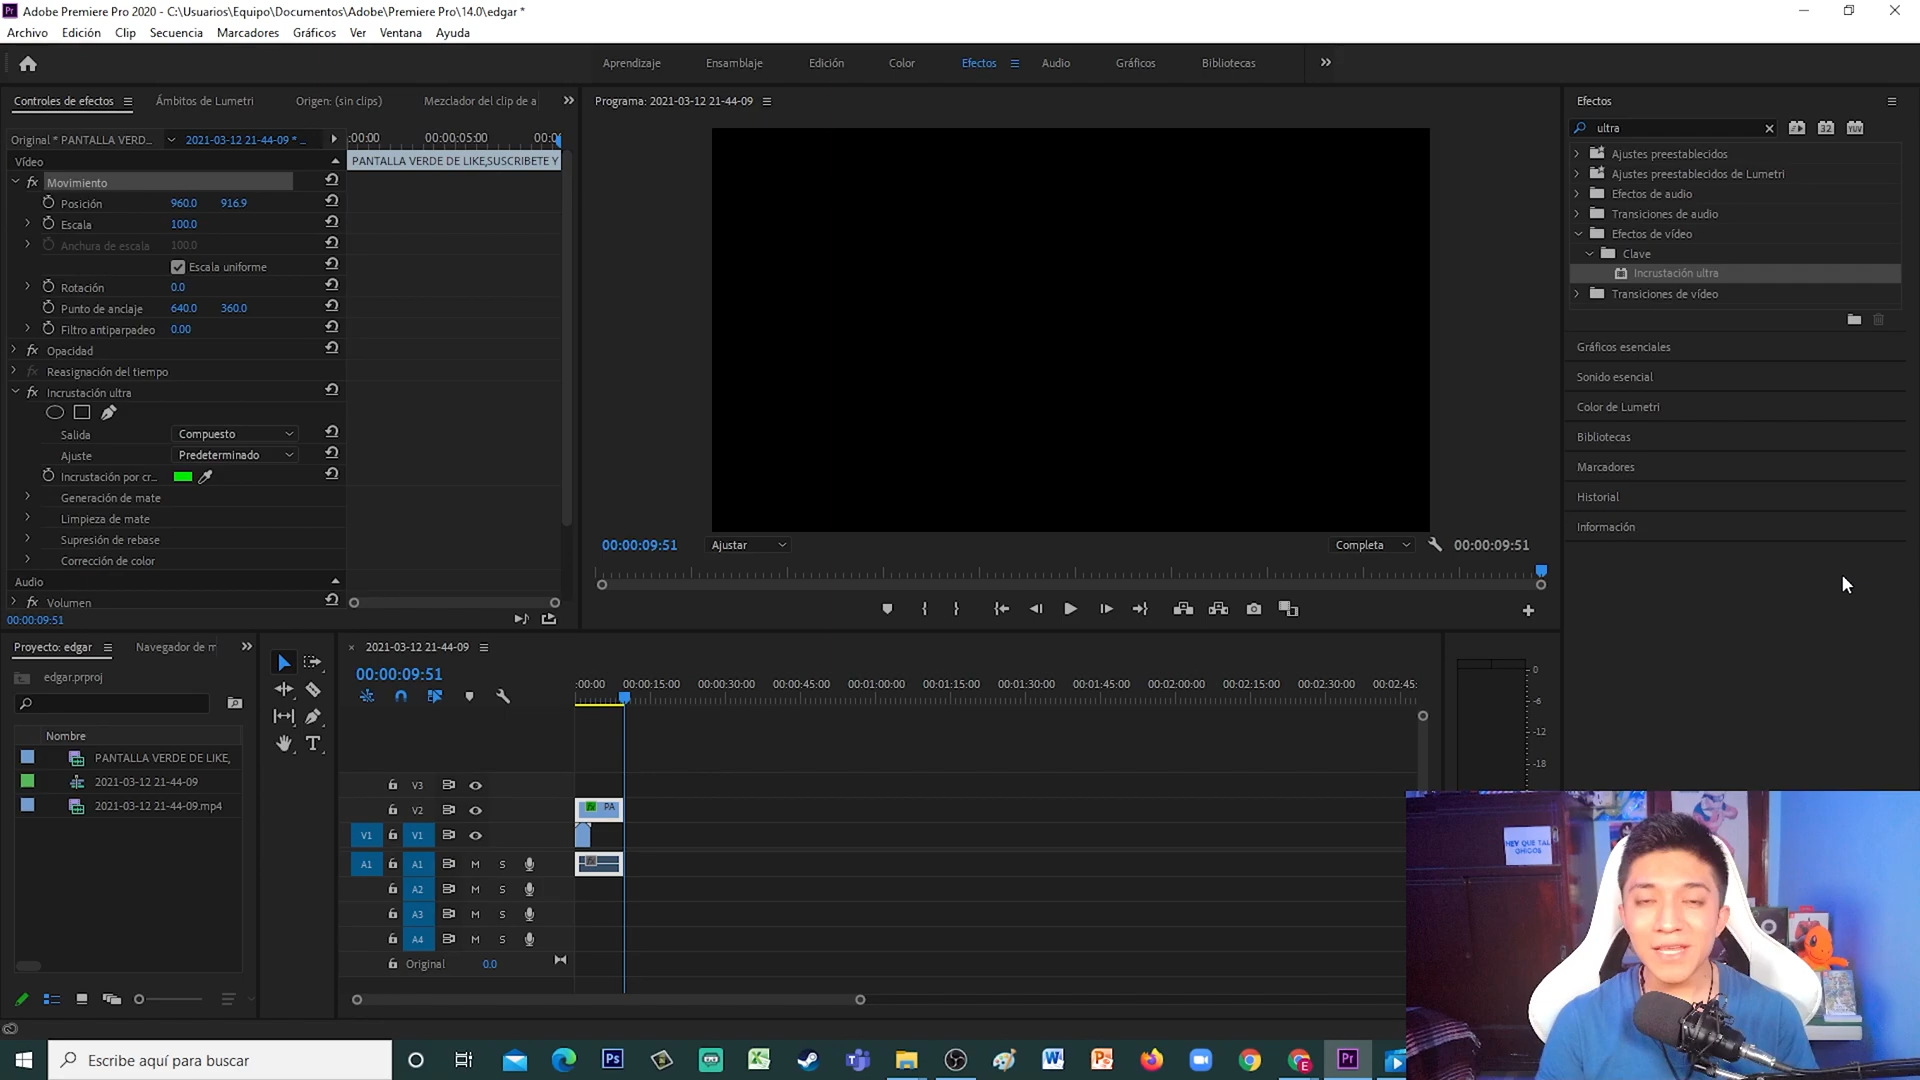 Adobe Premiere Pro 2020 - C:\Usuarios\Equipo\Documentos\Adobe\Premiere Pro\14.0\edgar *
Archivo Edición Clip Secuencia Marcadores Gráficos Ver Ventana Ayuda
Aprendizaje Ensamblaje Edición Color Efectos Audio Gráficos Bibliotecas
Controles de efectos Ámbitos de Lumetri Origen: (sin clips) Mezclador del clip de a
Original * PANTALLA VERD... 2021-03-12 21-44-09 * ...
:00:00 00:00:05:00 00:0
Vídeo
PANTALLA VERDE DE LIKE,SUSCRIBETE Y
Movimiento
Posición 960.0 916.9
Escala 100.0
Anchura de escala 100.0
Escala uniforme
Rotación 0.0
Punto de anclaje 640.0 360.0
Filtro antiparpadeo 0.00
Opacidad
Reasignación del tiempo
Incrustación ultra
Salida Compuesto
Ajuste Predeterminado
Incrustación por cr...
Generación de mate
Limpieza de mate
Supresión de rebase
Corrección de color
Audio
Volumen
00:00:09:51
Programa: 2021-03-12 21-44-09
00:00:09:51 Ajustar Completa 00:00:09:51
Efectos
ultra
32 YUV
Ajustes preestablecidos
Ajustes preestablecidos de Lumetri
Efectos de audio
Transiciones de audio
Efectos de vídeo
Clave
Incrustación ultra
Transiciones de vídeo
Gráficos esenciales
Sonido esencial
Color de Lumetri
Bibliotecas
Marcadores
Historial
Información
Proyecto: edgar Navegador de m
edgar.prproj
Nombre
PANTALLA VERDE DE LIKE,
2021-03-12 21-44-09
2021-03-12 21-44-09.mp4
2021-03-12 21-44-09
00:00:09:51
:00:00 00:00:15:00 00:00:30:00 00:00:45:00 00:01:00:00 00:01:15:00 00:01:30:00 00:01:45:00 00:02:00:00 00:02:15:00 00:02:30:00 00:02:45:
V3
V2 PA
V1 V1
A1 A1 M S
A2 M S
A3 M S
A4 M S
Original 0.0
0
-6
-12
-18
HEY QUE TAL
CHICOS
Escribe aquí para buscar